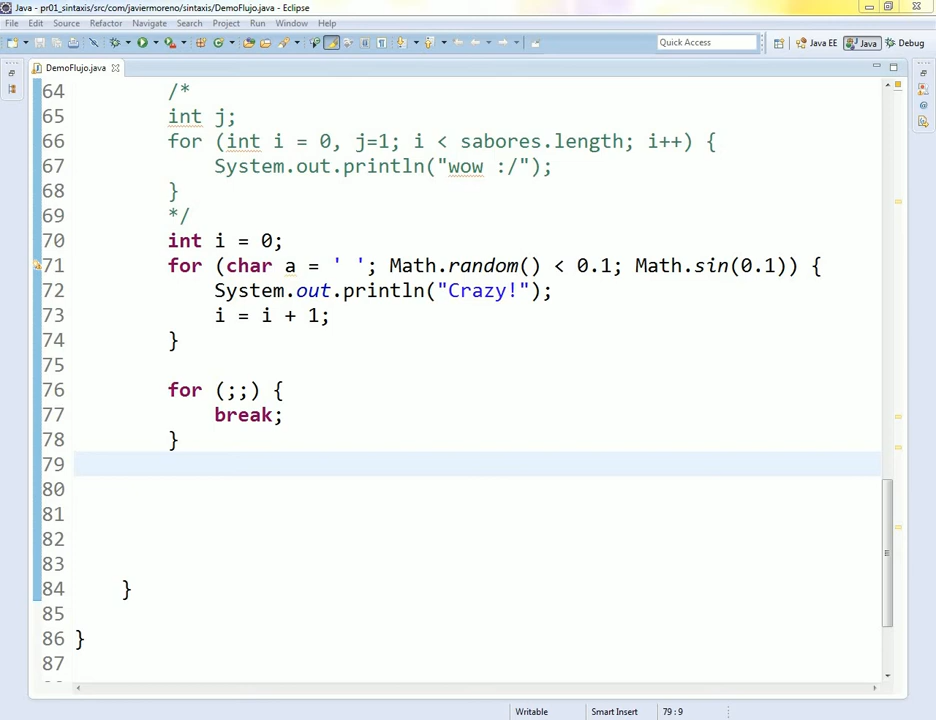 Java - pr01_sintaxis/src/com/javiermoreno/sintaxis/DemoFlujo.java - Eclipse
File Edit Source Refactor Navigate Search Project Run Window Help
Quick Access Java EE Java Debug
DemoFlujo.java
64 /*
65 int j;
66 for (int i = 0, j=1; i < sabores.length; i++) {
67 System.out.println("wow :/");
68 }
69 */
70 int i = 0;
71 for (char a = ' '; Math.random() < 0.1; Math.sin(0.1)) {
72 System.out.println("Crazy!");
73 i = i + 1;
74 }
75
76 for (;;) {
77 break;
78 }
79
80
81
82
83
84 }
85
86 }
87
Writable Smart Insert 79 : 9